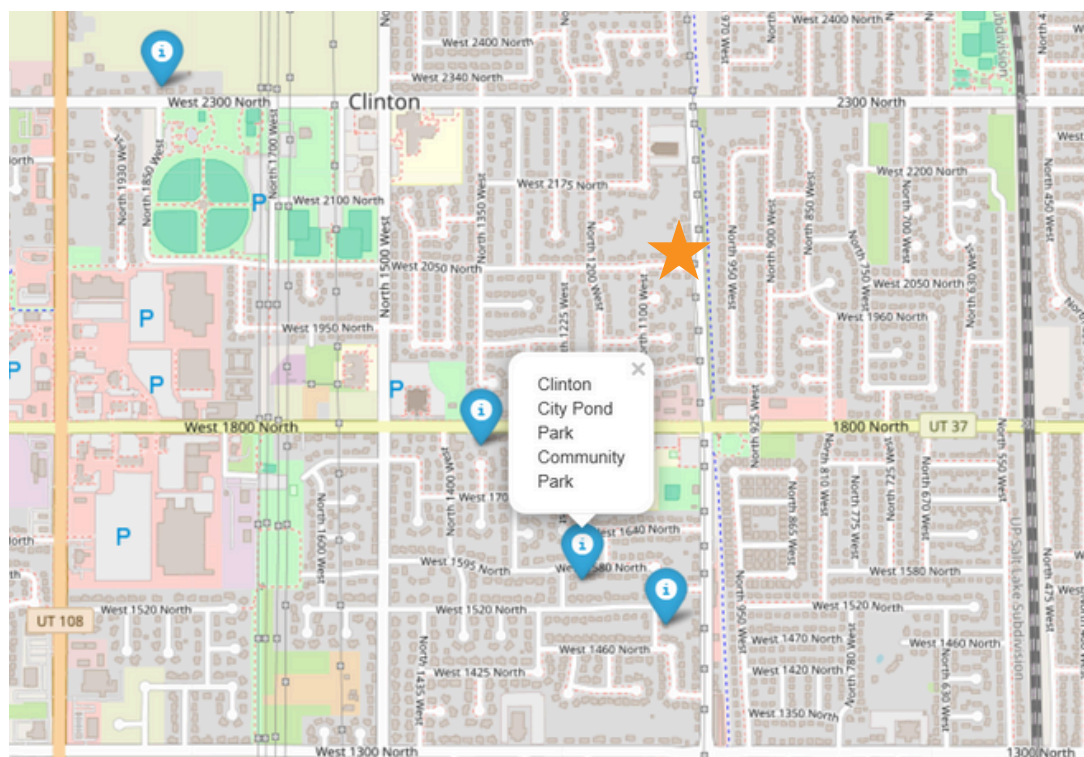 West 2400 North
970 West
West 2400 North
Subdivision
West 2340 North
West 2300 North
Clinton
2300 North
North 1930 West
North 1850 West
North 1700 West
P
West 2100 North
North 1500 West
North 1350 West
West 2175 North
North 1200 West
North 950 West
North 900 West
North 850 West
West 2200 North
North 700 West
North 750 West
North 630 West
North 450 West
West 2050 North
West 2050 North
P
P
P
West 1950 North
1225 West
North 1100 West
West 1960 North
P
Clinton
City Pond
Park
Community
Park
West 1800 North
1800 North
UT 37
North 925 West
North 1400 West
West 170
North 810 West
North 775 West
North 725 West
North 670 West
North 550 West
North 865 West
P
North 1600 West
West 1640 North
West 1595 North
1580 North
West 1580 North
UP Salt Lake Subdivision
North 475 West
UT 108
West 1520 North
West 1520 North
West 1520 North
North 950 West
West 1470 North
West 1460 North
West 1460 North
West 1425 North
North 1435 West
West 1420 North
North 780 West
North 630 West
West 1350 North
West 1300 North
1300 North